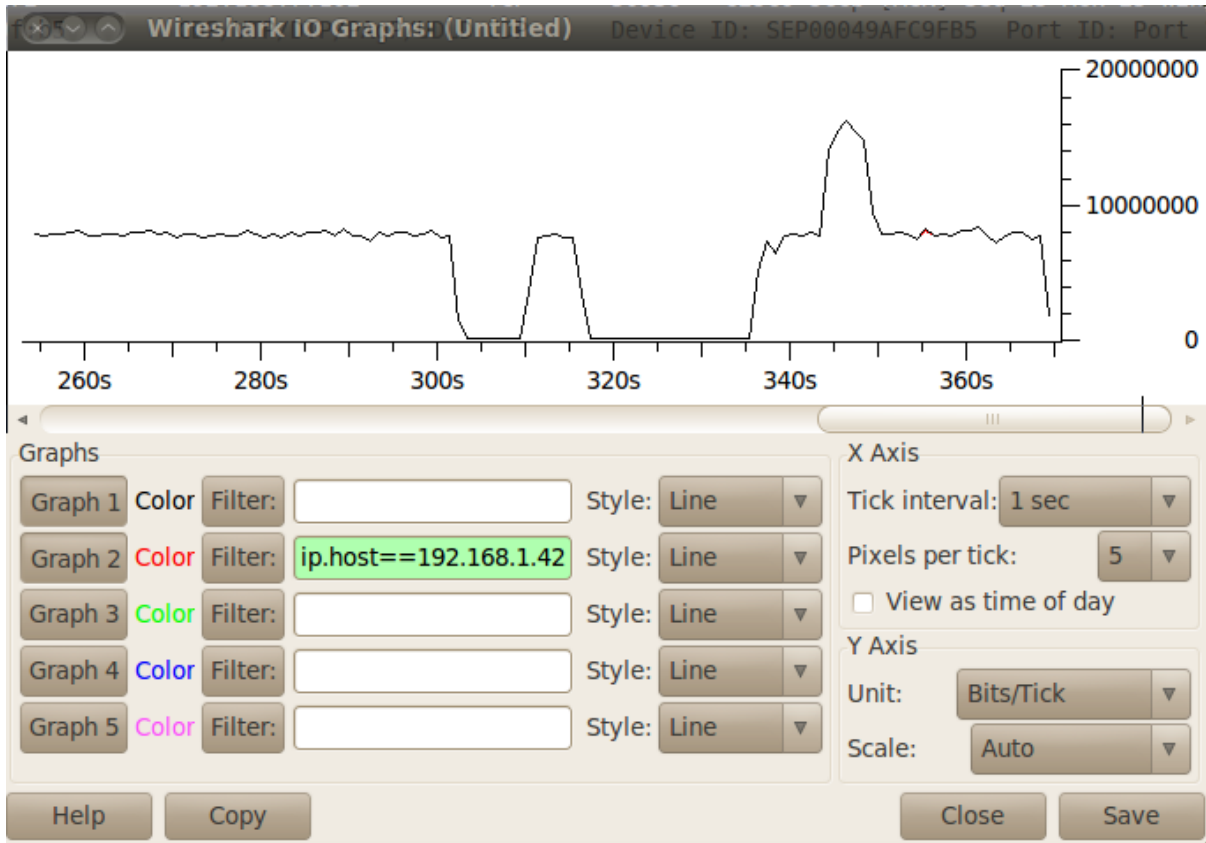 Wireshark IO Graphs: (Untitled)
Device ID: SEP00049AFC9FB5 Port ID: Port
20000000
10000000
0
260s 280s 300s 320s 340s 360s
Graphs
Graph 1 Color Filter: Style: Line
Graph 2 Color Filter: ip.host==192.168.1.42 Style: Line
Graph 3 Color Filter: Style: Line
Graph 4 Color Filter: Style: Line
Graph 5 Color Filter: Style: Line
X Axis
Tick interval: 1 sec
Pixels per tick: 5
View as time of day
Y Axis
Unit: Bits/Tick
Scale: Auto
Help Copy Close Save